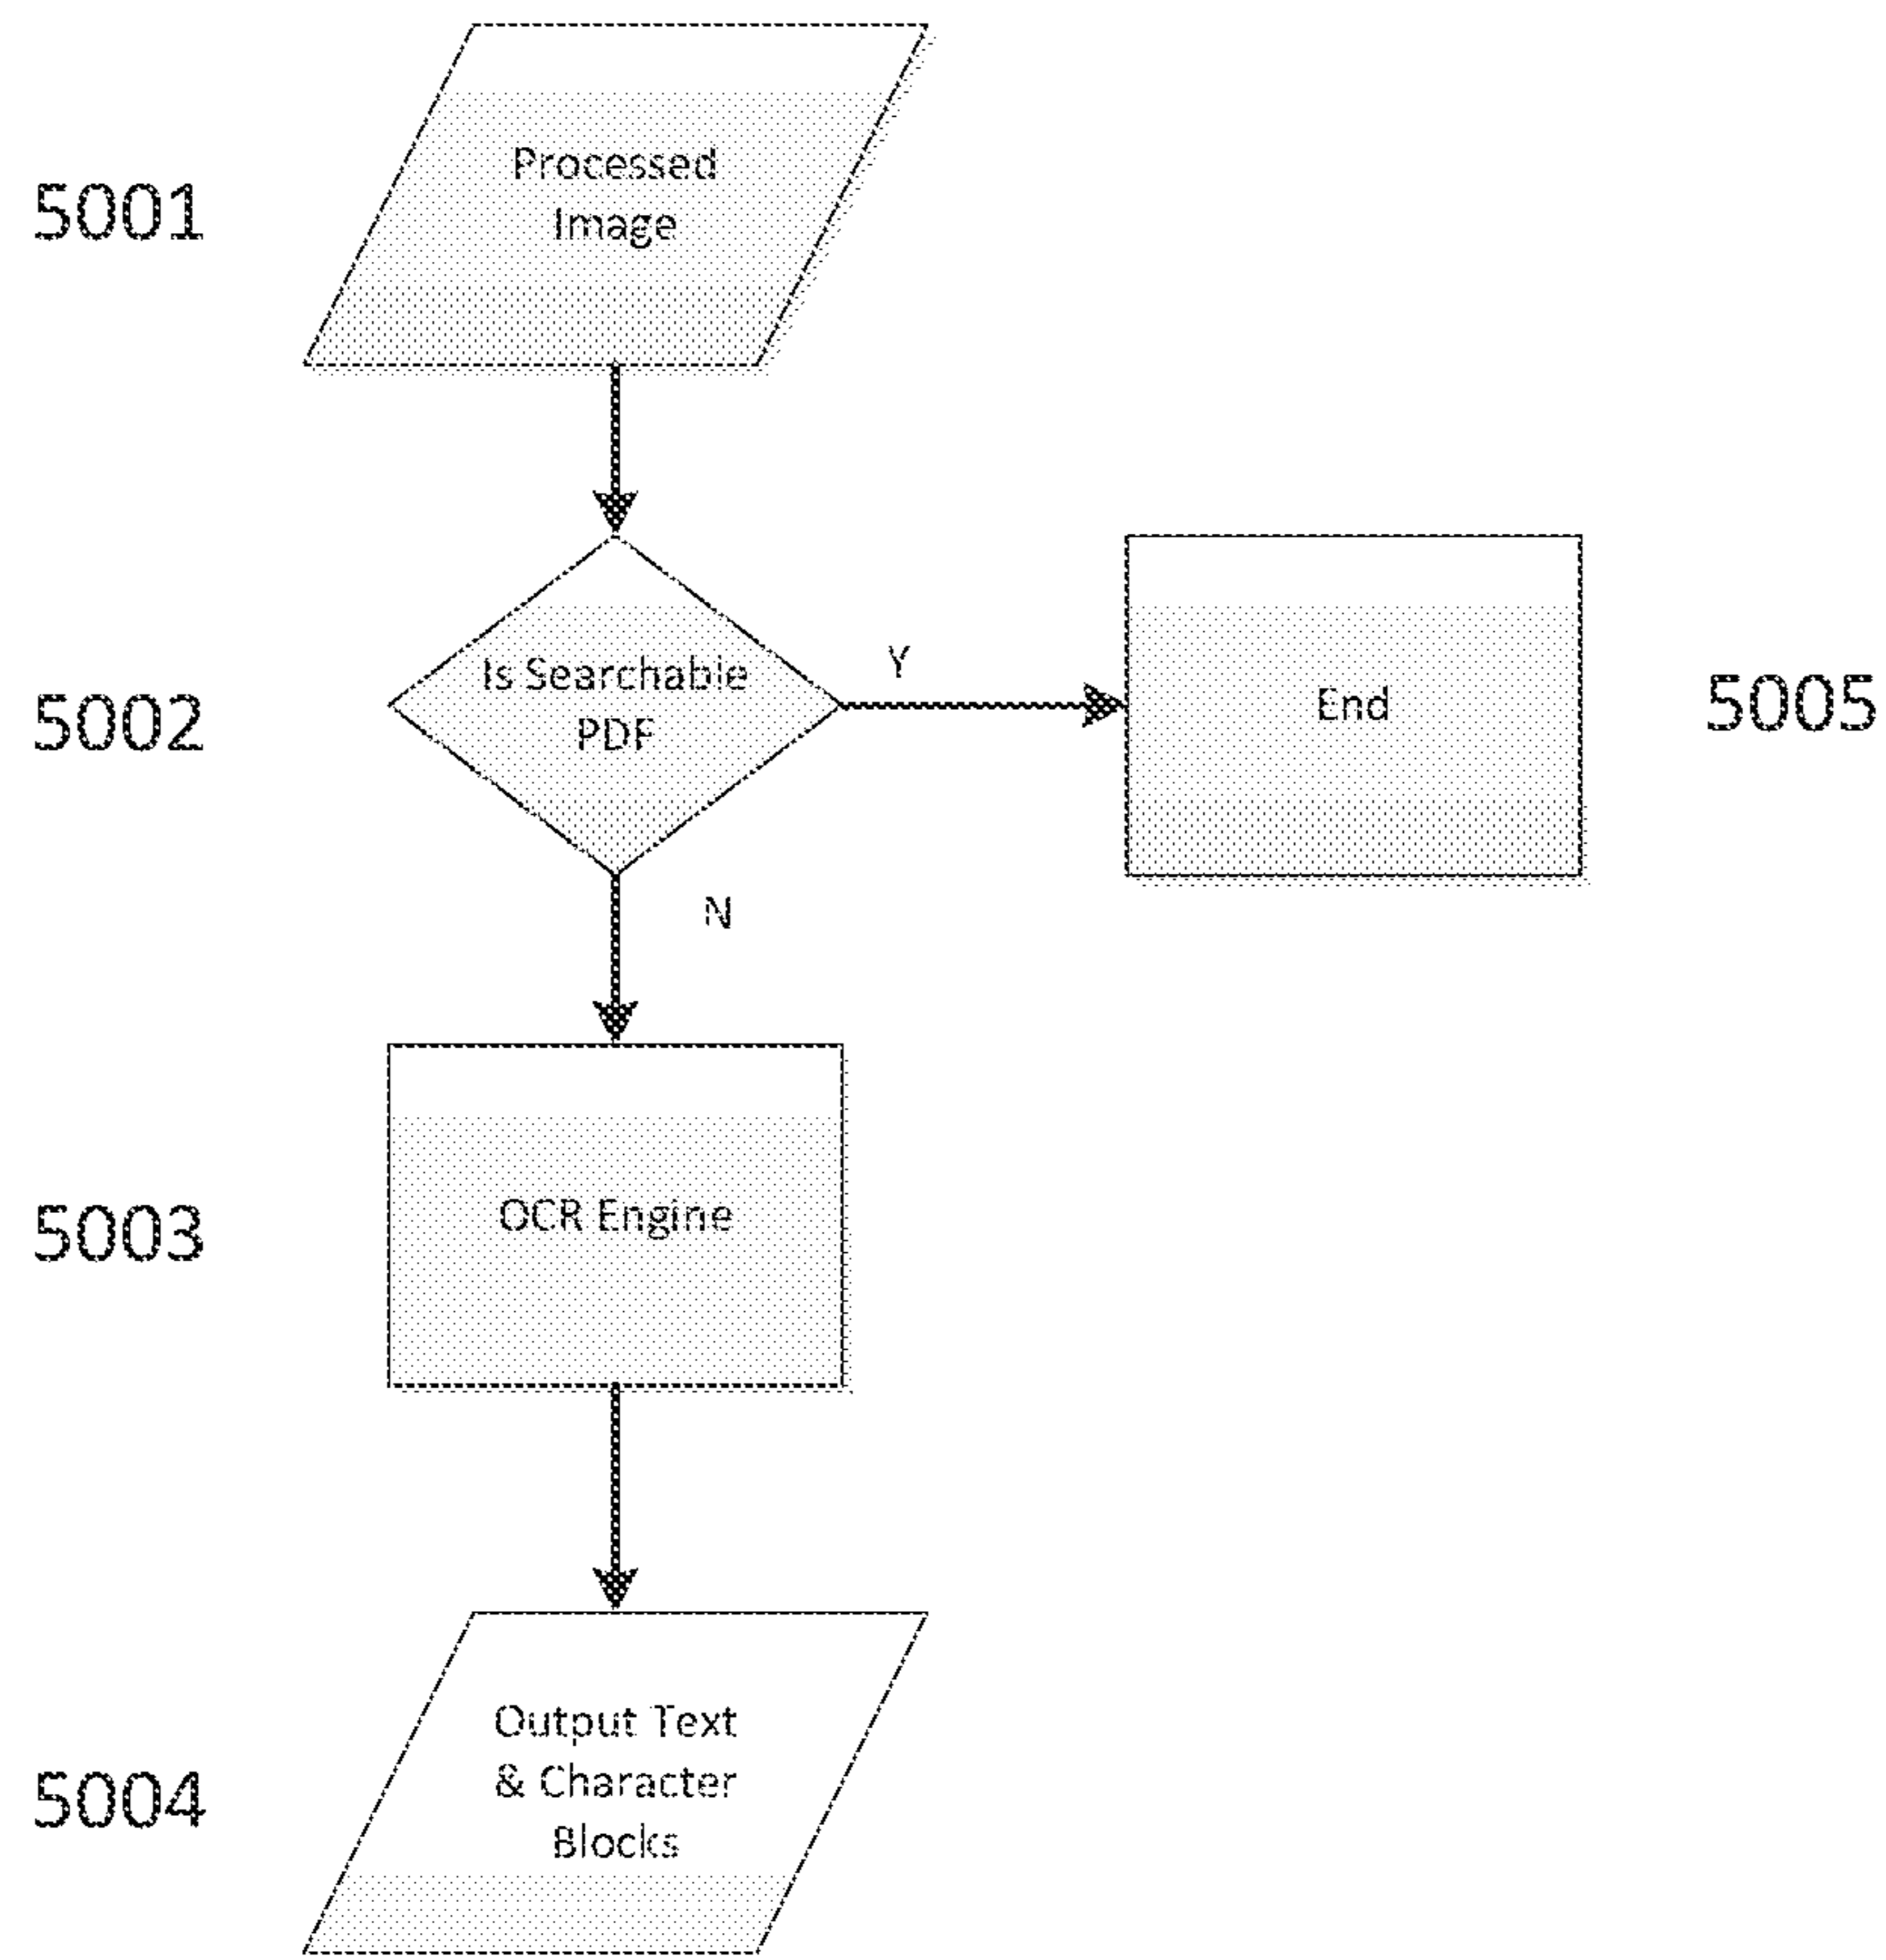 5001
Processed
Image
5002
Is Searchable
PDF
Y
End
5005
N
5003
OCR Engine
5004
Output Text
& Character
Blocks